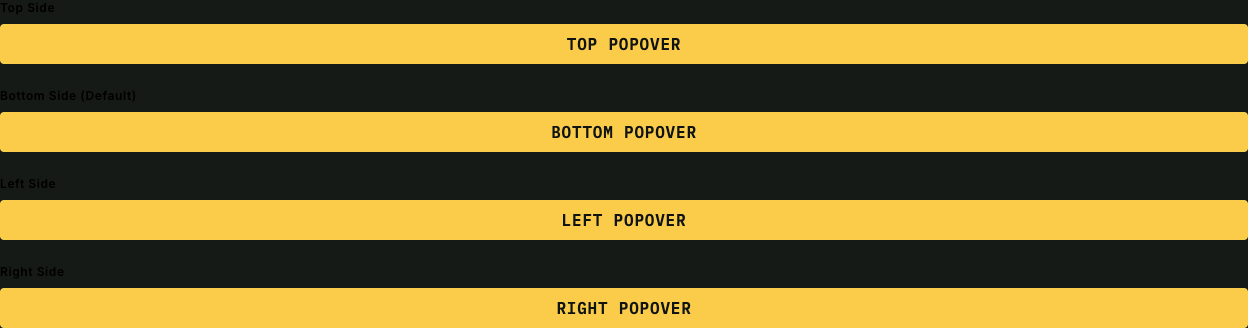 Top Side
TOP POPOVER
Bottom Side (Default)
BOTTOM POPOVER
Left Side
LEFT POPOVER
Right Side
RIGHT POPOVER